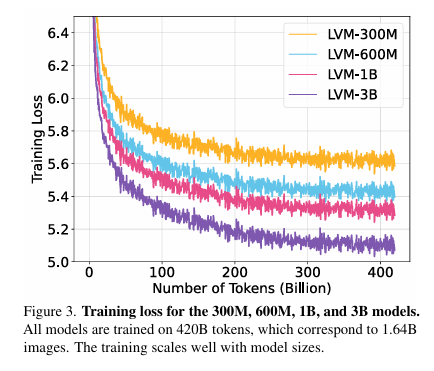 6.4
6.2
6.0
5.8
5.6
5.4
5.2
5.0
Training Loss
LVM-300M
LVM-600M
LVM-1B
LVM-3B
0 100 200 300 400
Number of Tokens (Billion)
Figure 3. Training loss for the 300M, 600M, 1B, and 3B models.
All models are trained on 420B tokens, which correspond to 1.64B
images. The training scales well with model sizes.